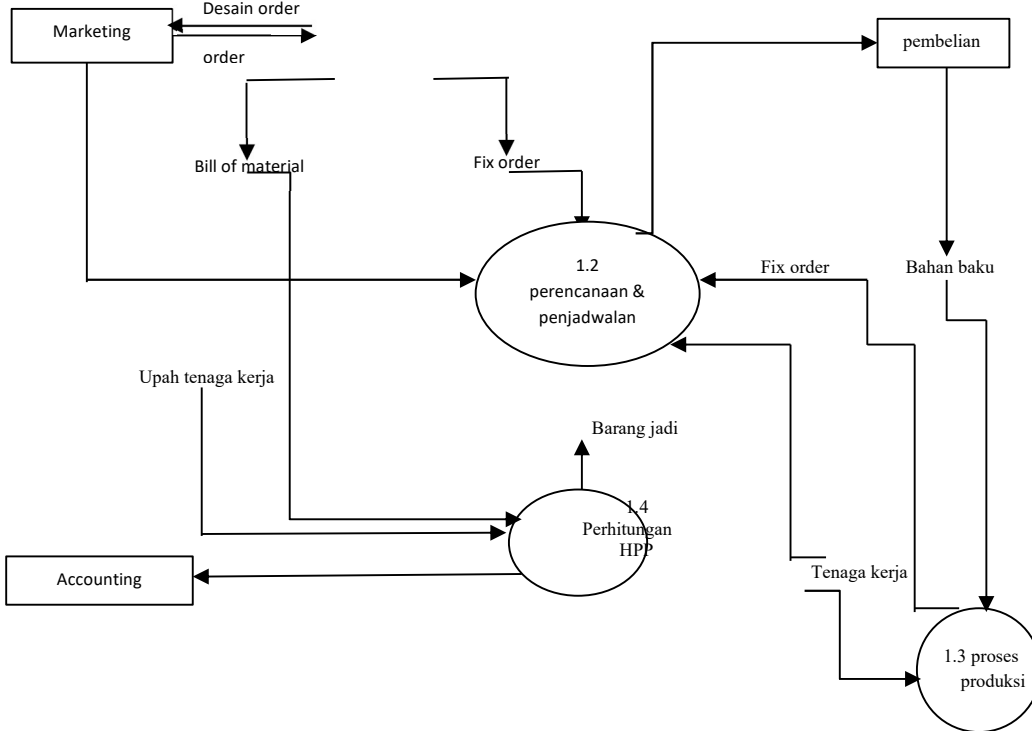 Desain order
Marketing
order
pembelian
Bill of material
Fix order
1.2
perencanaan &
penjadwalan
Fix order
Bahan baku
Upah tenaga kerja
Barang jadi
1.4
Perhitungan
HPP
Accounting
Tenaga kerja
1.3 proses
produksi